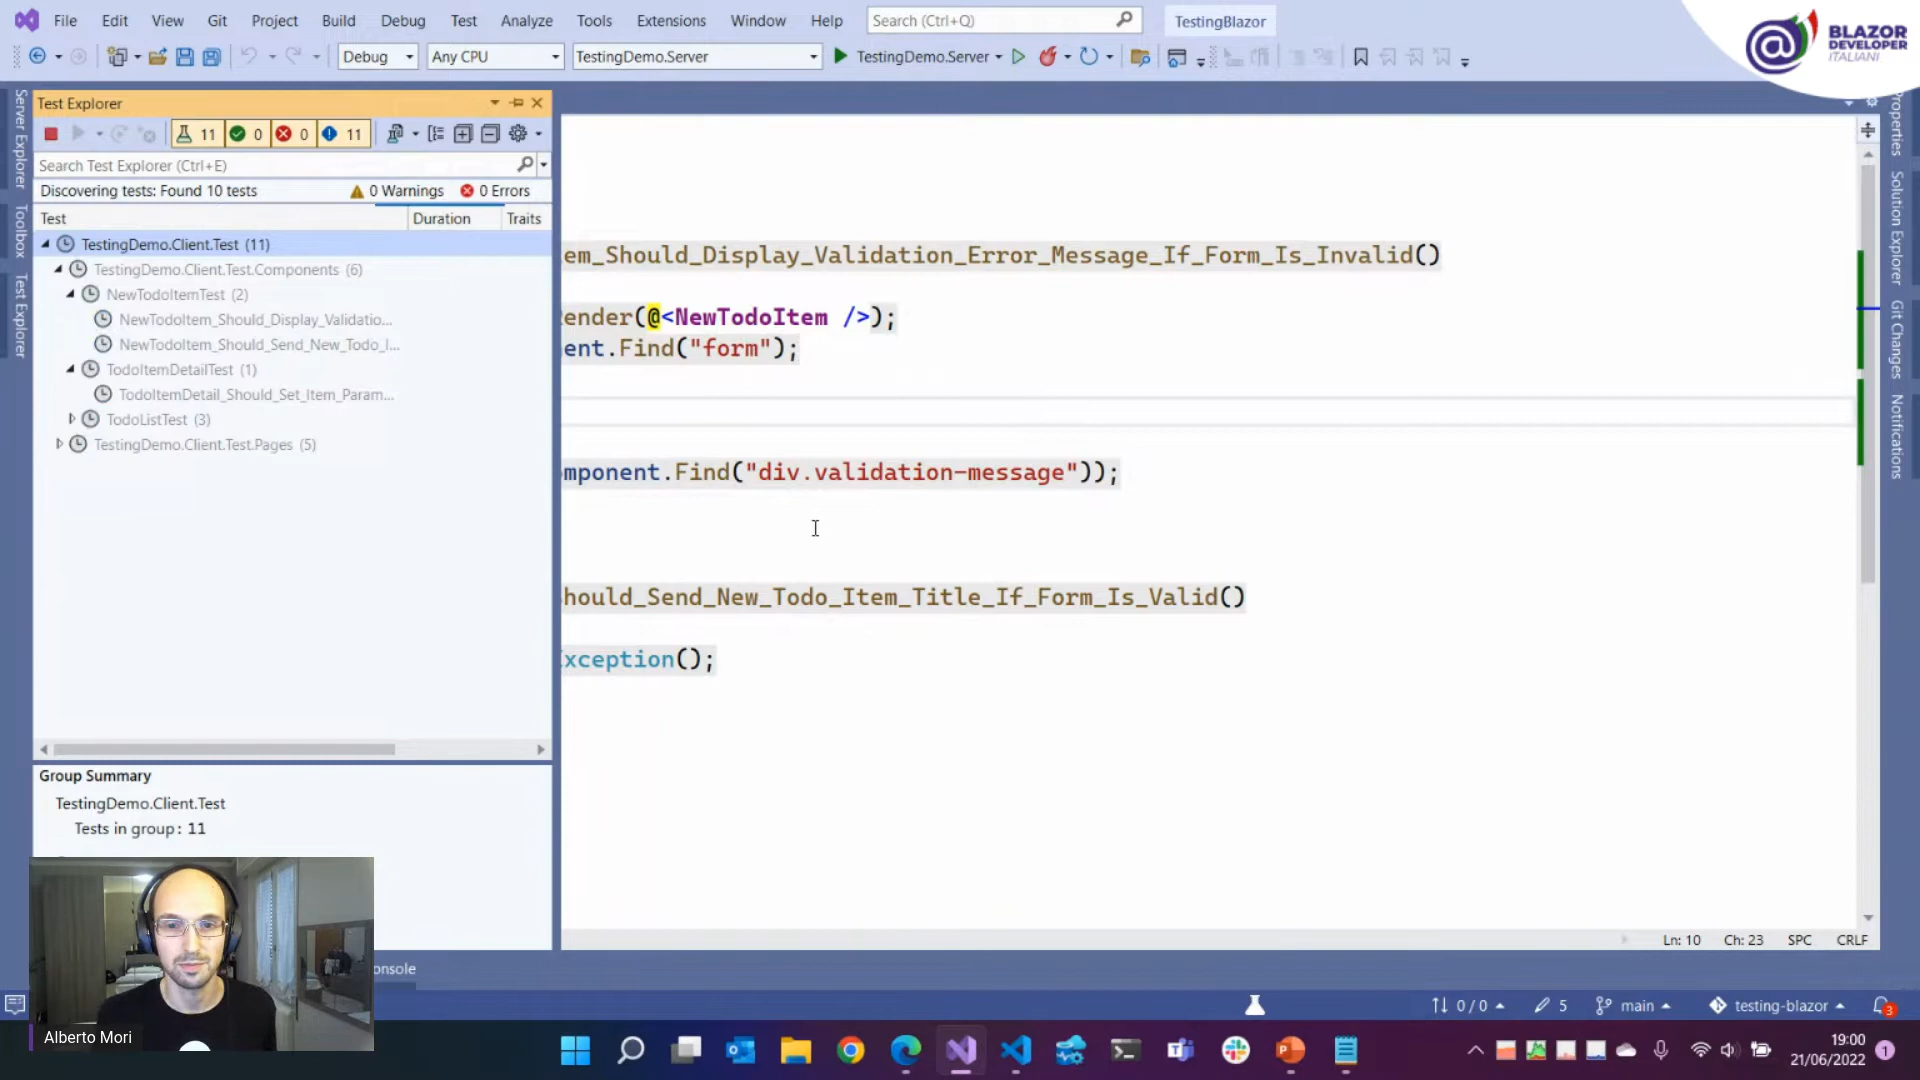 File Edit View Git Project Build Debug Test Analyze Tools Extensions Window Help Search (Ctrl+Q) TestingBlazor
BLAZOR
DEVELOPER
ITALIANI
Debug Any CPU TestingDemo.Server TestingDemo.Server
Server Explorer
Toolbox
Test Explorer
Test Explorer
11 0 0 11
Search Test Explorer (Ctrl+E)
Discovering tests: Found 10 tests 0 Warnings 0 Errors
Test Duration Traits
TestingDemo.Client.Test (11)
TestingDemo.Client.Test.Components (6)
NewTodoItemTest (2)
NewTodoItem_Should_Display_Validatio...
NewTodoItem_Should_Send_New_Todo_I...
TodoItemDetailTest (1)
TodoItemDetail_Should_Set_Item_Param...
TodoListTest (3)
TestingDemo.Client.Test.Pages (5)
Group Summary
TestingDemo.Client.Test
Tests in group: 11
em_Should_Display_Validation_Error_Message_If_Form_Is_Invalid()
ender(@<NewTodoItem />);
ent.Find("form");
mponent.Find("div.validation-message"));
hould_Send_New_Todo_Item_Title_If_Form_Is_Valid()
xception();
Properties
Solution Explorer
Git Changes
Notifications
Ln: 10 Ch: 23 SPC CRLF
onsole
0 / 0 5 main testing-blazor 3
Alberto Mori
19:00
21/06/2022
1